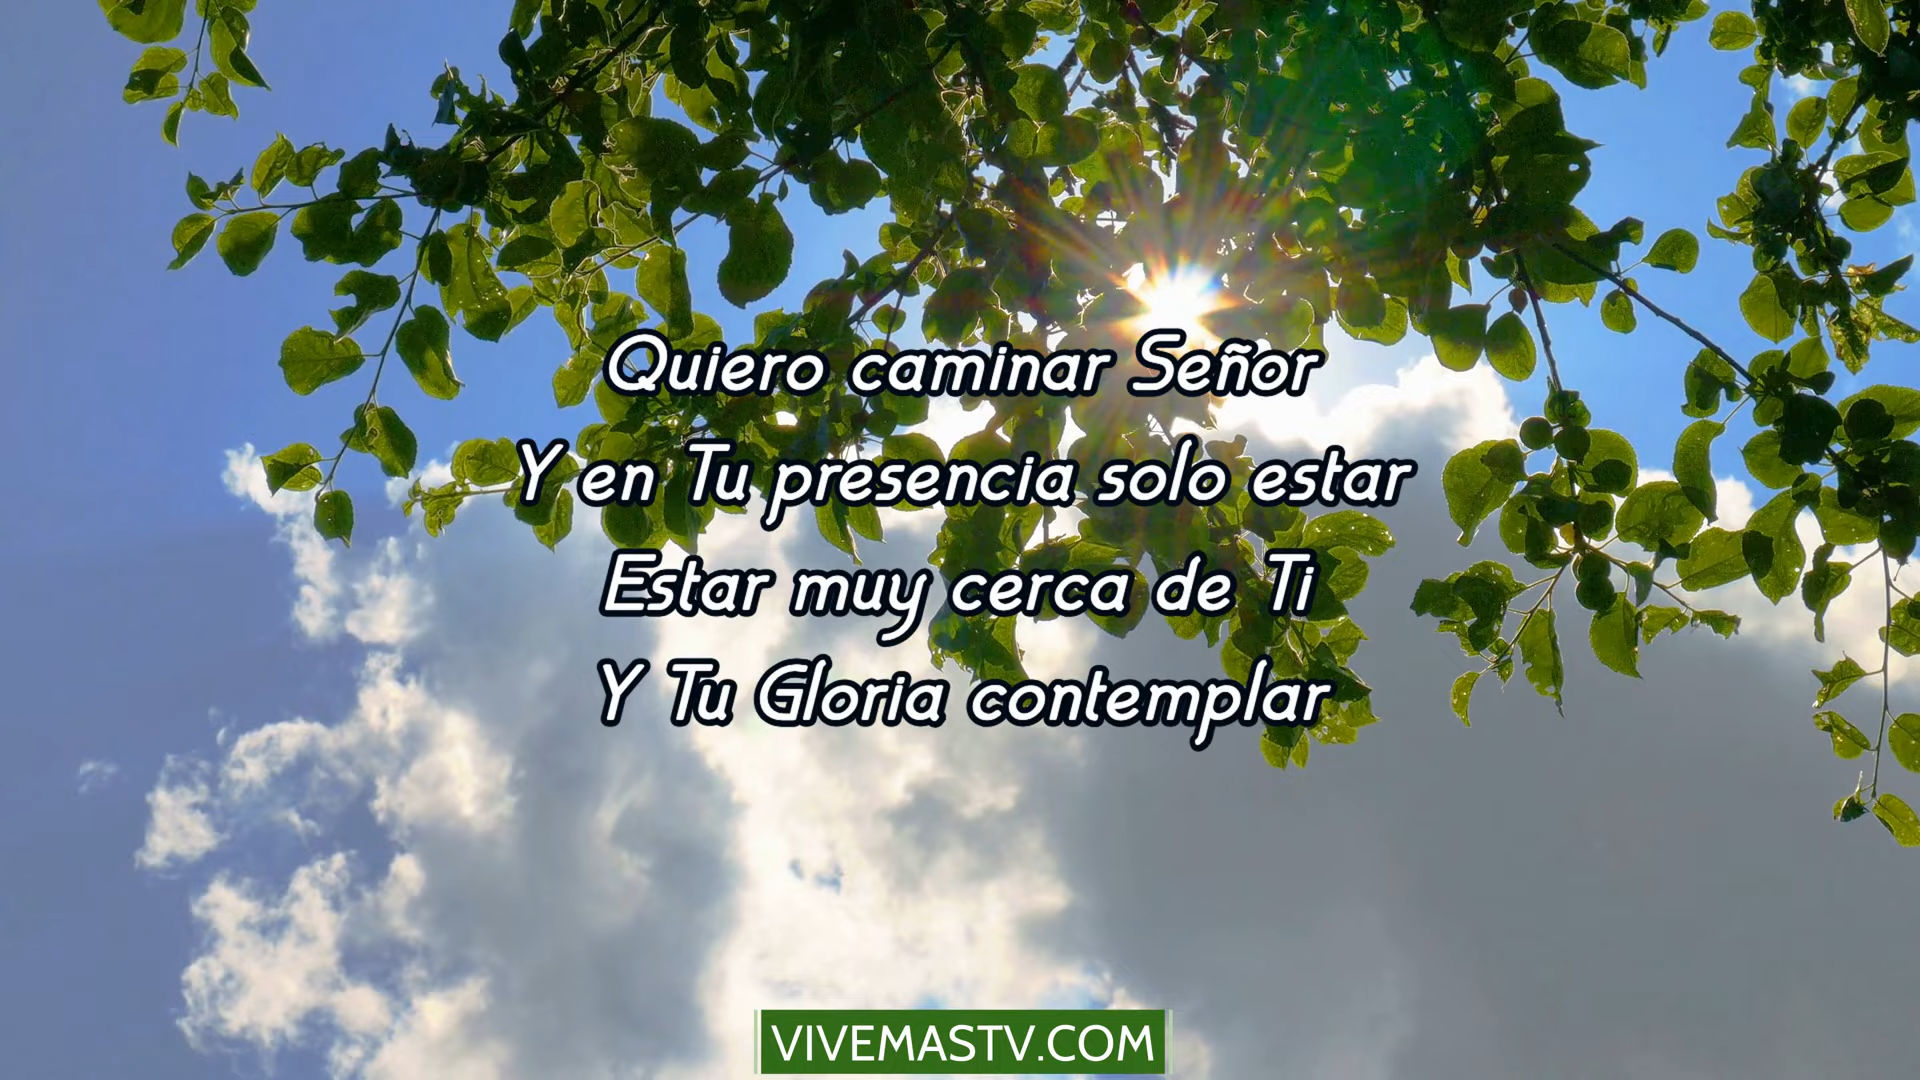 Quiero caminar Señor
Y en Tu presencia solo estar
Estar muy cerca de Ti
Y Tu Gloria contemplar
VIVEMASTV.COM